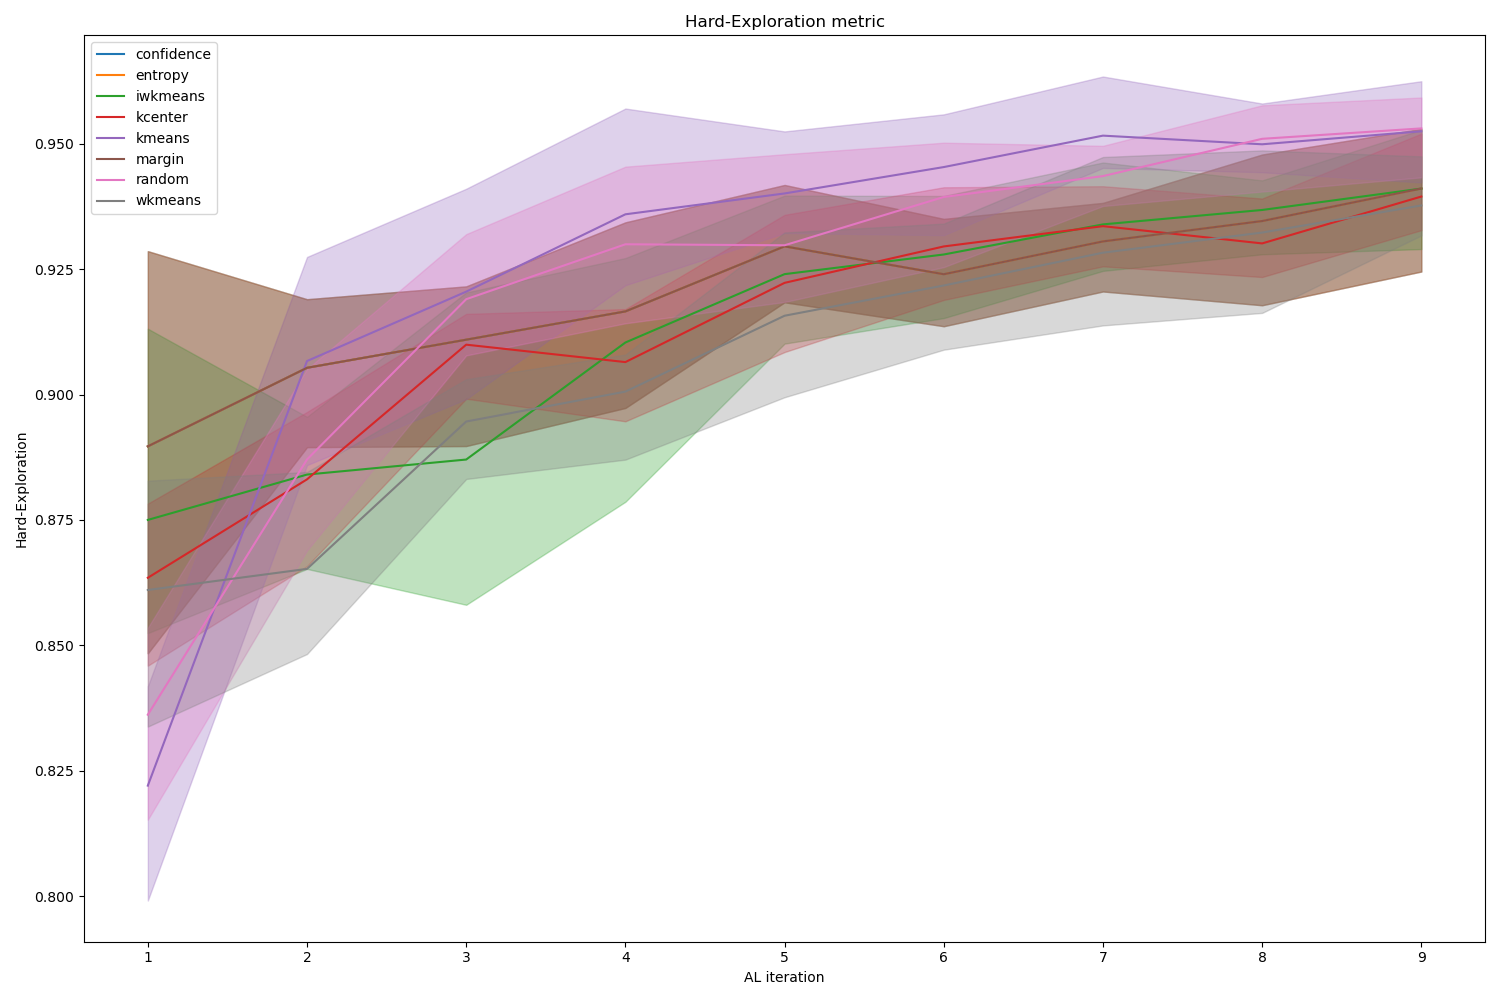 Hard-Exploration metric
confidence
entropy
iwkmeans
kcenter
kmeans
margin
random
wkmeans
Hard-Exploration
0.950
0.925
0.900
0.875
0.850
0.825
0.800
1 2 3 4 5 6 7 8 9
AL iteration